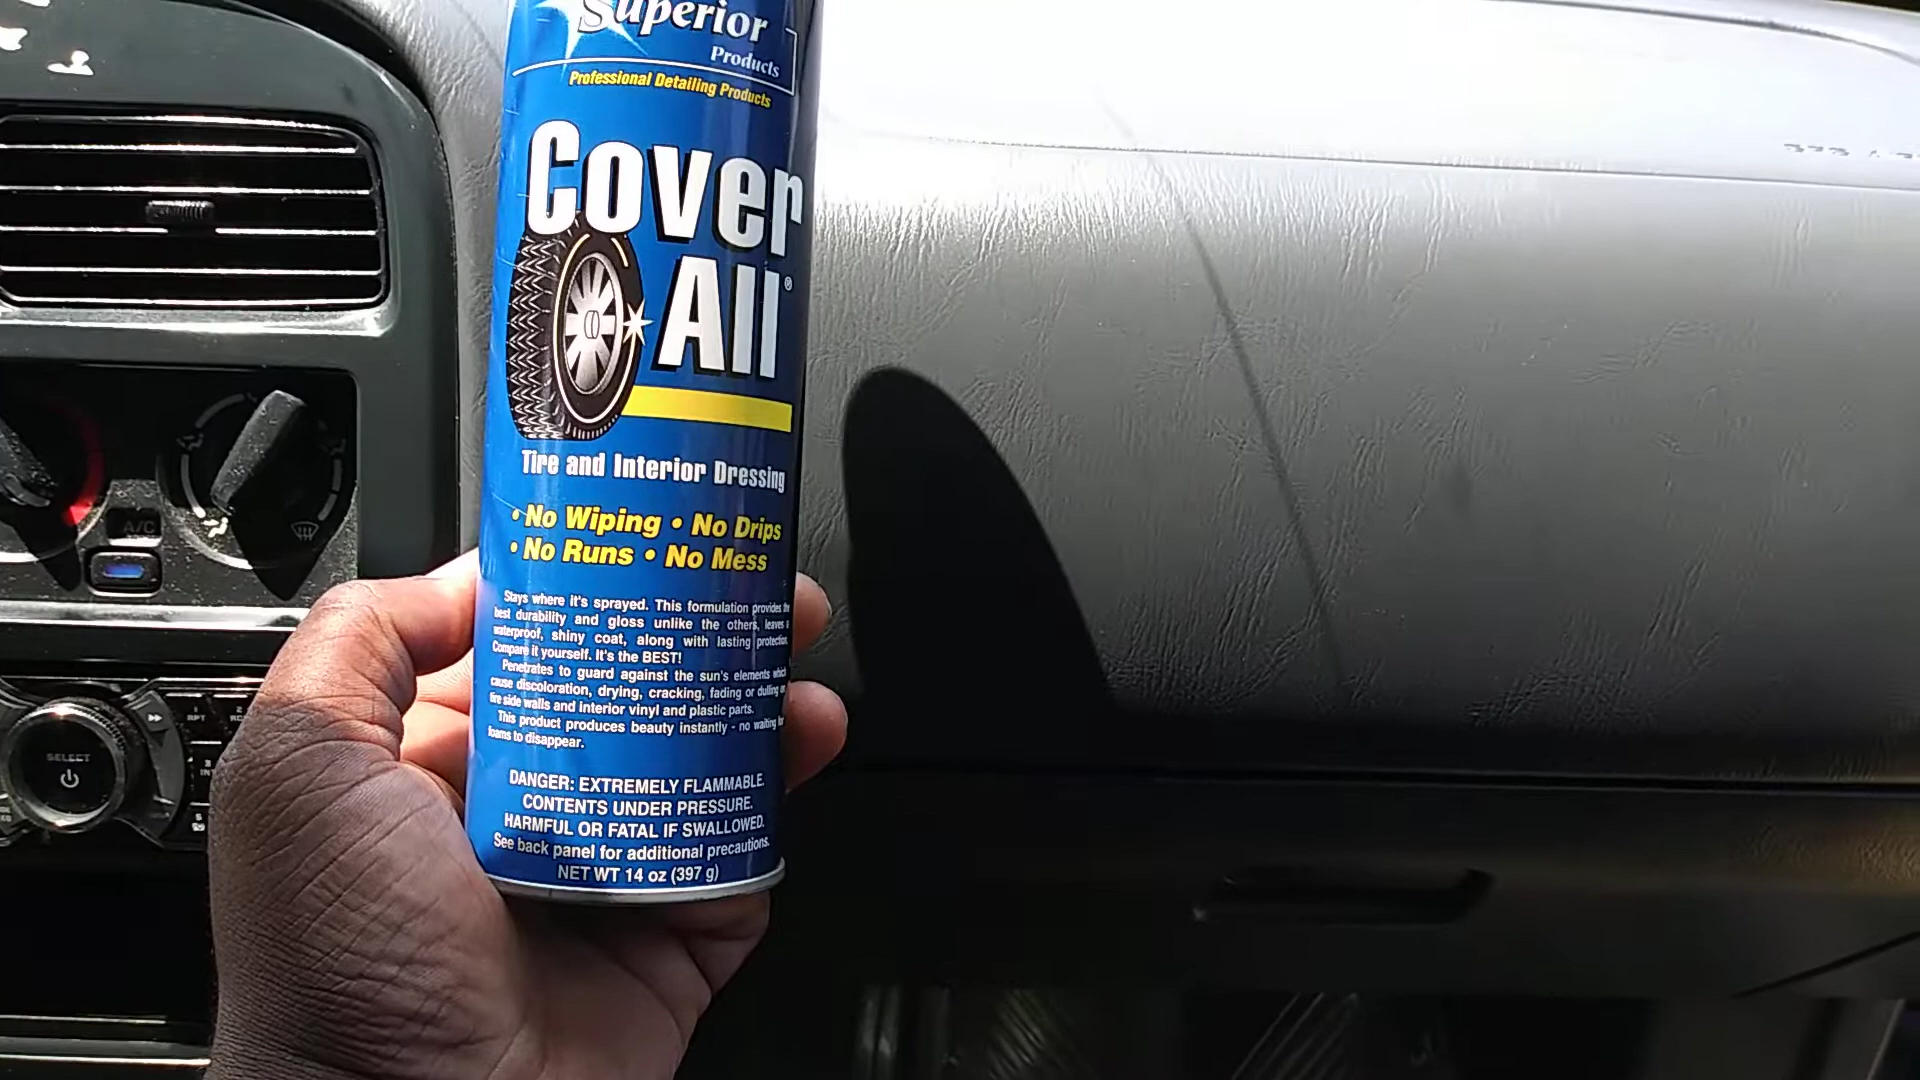 Superior
Products
Professional Detailing Products
Cover
All®
Tire and Interior Dressing
• No Wiping • No Drips
• No Runs • No Mess
Stays where it's sprayed. This formulation provides the
best durability and gloss unlike the others, leaves a
waterproof, shiny coat, along with lasting protection.
Compare it yourself. It's the BEST!
Penetrates to guard against the sun's elements which
cause discoloration, drying, cracking, fading or dulling on
tire side walls and interior vinyl and plastic parts.
This product produces beauty instantly - no waiting for
foams to disappear.
DANGER: EXTREMELY FLAMMABLE.
CONTENTS UNDER PRESSURE.
HARMFUL OR FATAL IF SWALLOWED.
See back panel for additional precautions.
NET WT 14 oz (397 g)
A/C
SELECT
1
RPT
2
3